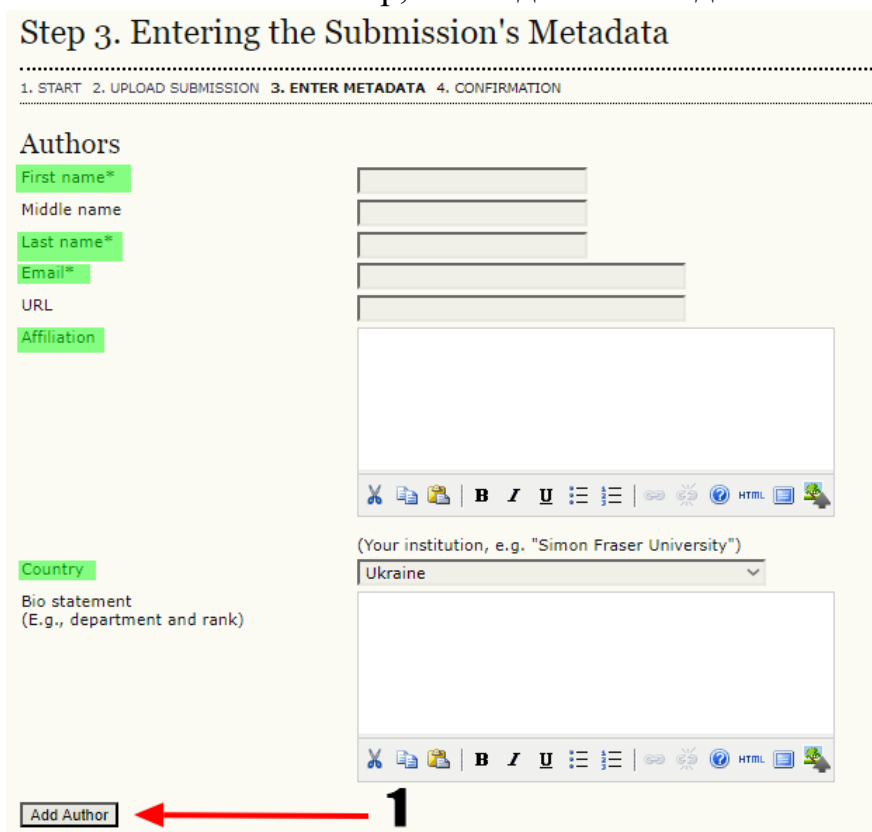 Step 3. Entering the Submission's Metadata
1. START 2. UPLOAD SUBMISSION 3. ENTER METADATA 4. CONFIRMATION
Authors
First name*
Middle name
Last name*
Email*
URL
Affiliation
B I U HTML
(Your institution, e.g. "Simon Fraser University")
Country Ukraine
Bio statement
(E.g., department and rank)
B I U HTML
Add Author 1